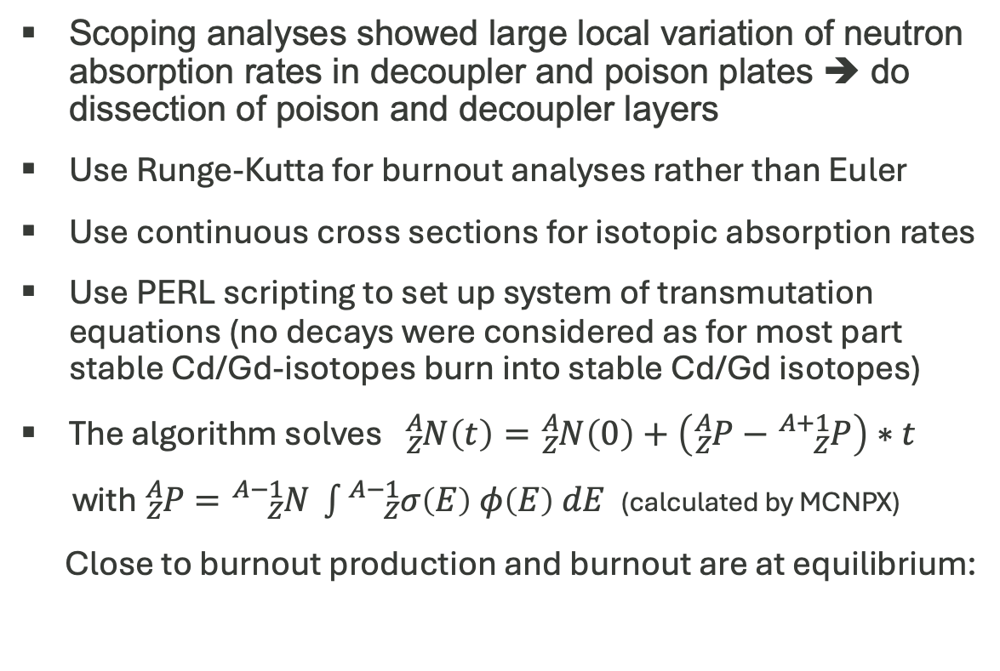 ▪ Scoping analyses showed large local variation of neutron
absorption rates in decoupler and poison plates ➔ do
dissection of poison and decoupler layers
▪ Use Runge-Kutta for burnout analyses rather than Euler
▪ Use continuous cross sections for isotopic absorption rates
▪ Use PERL scripting to set up system of transmutation
equations (no decays were considered as for most part
stable Cd/Gd-isotopes burn into stable Cd/Gd isotopes)
▪ The algorithm solves $^{A}_{Z}N(t) = {}^{A}_{Z}N(0) + \left({}^{A}_{Z}P - {}^{A+1}_{Z}P\right) * t$
with $^{A}_{Z}P = {}^{A-1}_{Z}N \int {}^{A-1}_{Z}\sigma(E)\, \phi(E)\, dE$ (calculated by MCNPX)
Close to burnout production and burnout are at equilibrium: